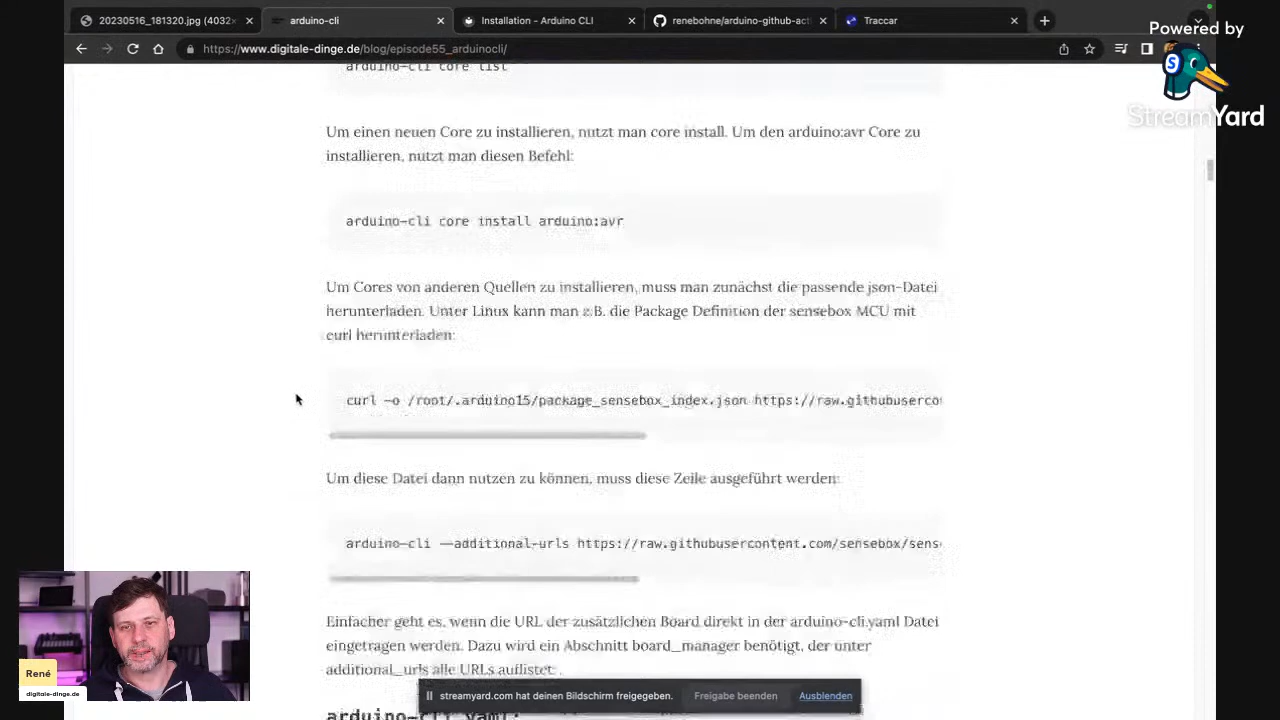 Powered by
StreamYard
20230516_181320.jpg (4032×
arduino-cli
Installation - Arduino CLI
renebohne/arduino-github-act
Traccar
https://www.digitale-dinge.de/blog/episode55_arduinocli/
arduino-cli core list
Um einen neuen Core zu installieren, nutzt man core install. Um den arduino:avr Core zu
installieren, nutzt man diesen Befehl:
arduino-cli core install arduino:avr
Um Cores von anderen Quellen zu installieren, muss man zunächst die passende json-Datei
herunterladen. Unter Linux kann man z.B. die Package Definition der sensebox MCU mit
curl herunterladen:
curl -o /root/.arduino15/package_sensebox_index.json https://raw.githubuserco
Um diese Datei dann nutzen zu können, muss diese Zeile ausgeführt werden:
arduino-cli --additional-urls https://raw.githubusercontent.com/sensebox/sens
Einfacher geht es, wenn die URL der zusätzlichen Board direkt in der arduino-cli.yaml Datei
eingetragen werden. Dazu wird ein Abschnitt board_manager benötigt, der unter
additional_urls alle URLs auflistet: .
arduino-cli.yaml:
streamyard.com hat deinen Bildschirm freigegeben.
Freigabe beenden
Ausblenden
René
digitale-dinge.de